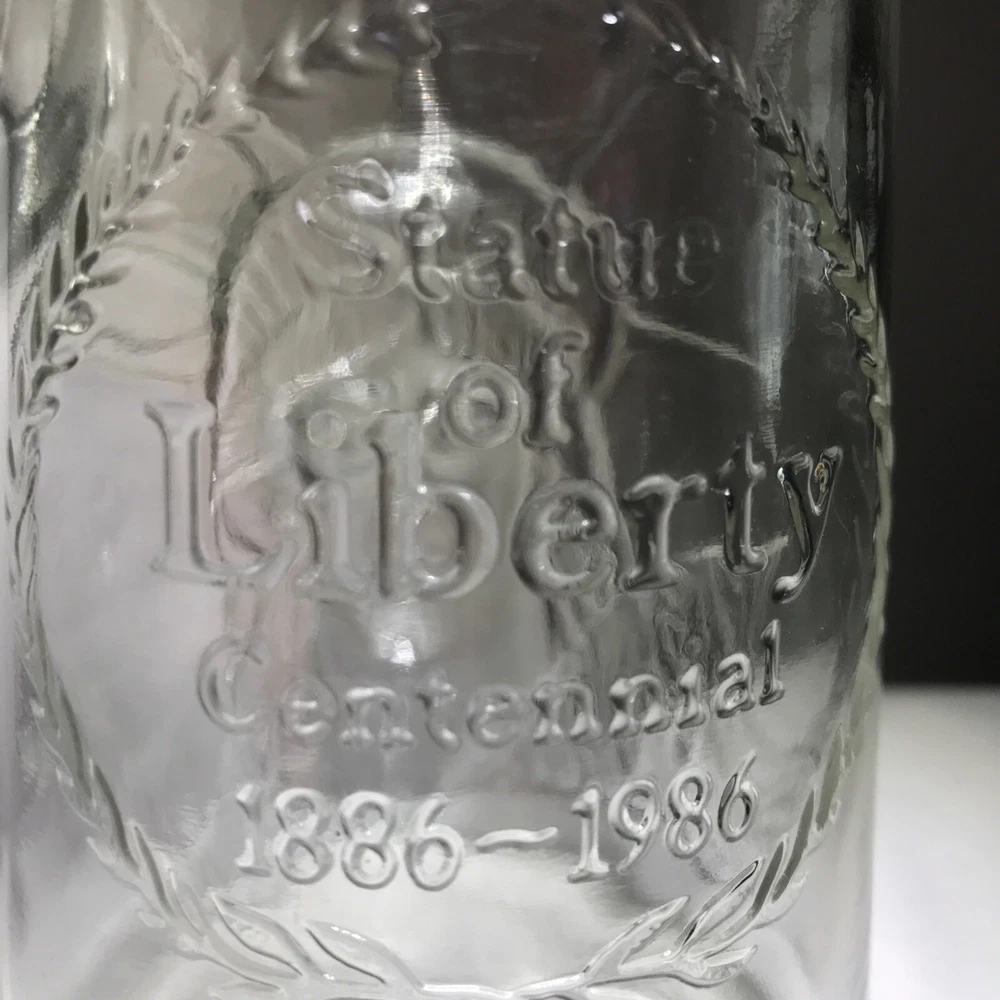 Statue
of
Liberty
Centennial
1886~1986